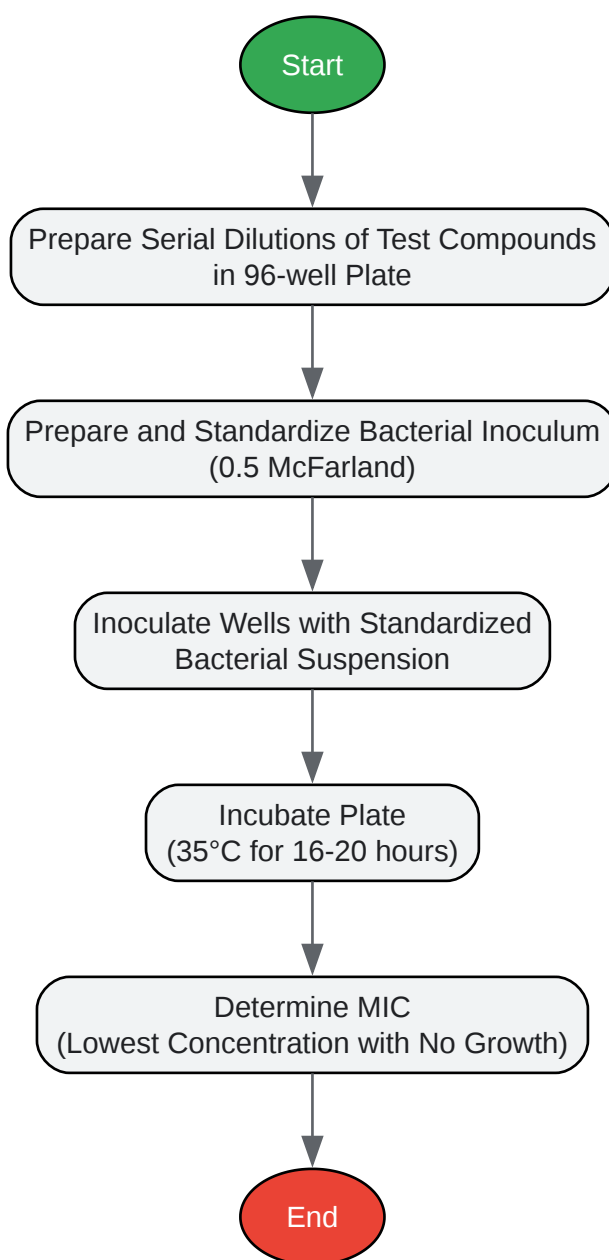 Start
Prepare Serial Dilutions of Test Compounds
in 96-well Plate
Prepare and Standardize Bacterial Inoculum
(0.5 McFarland)
Inoculate Wells with Standardized
Bacterial Suspension
Incubate Plate
(35°C for 16-20 hours)
Determine MIC
(Lowest Concentration with No Growth)
End